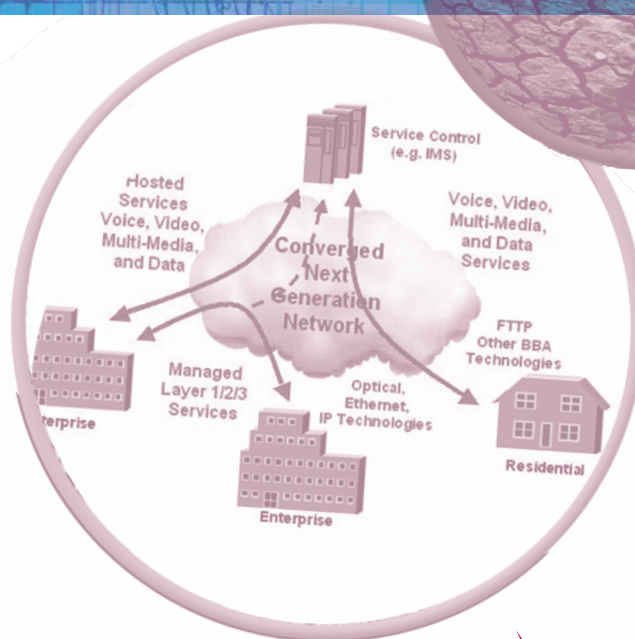 Service Control
(e.g. IMS)
Hosted
Services
Voice, Video,
Multi-Media,
and Data
Voice, Video,
Multi-Media,
and Data
Services
Converged
Next
Generation
Network
FTTP
Other BBA
Technologies
Managed
Layer 1/2/3
Services
Optical,
Ethernet,
IP Technologies
terprise
Residential
Enterprise